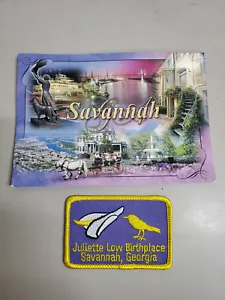 Savannah
Juliette Low Birthplace
Savannah, Georgia